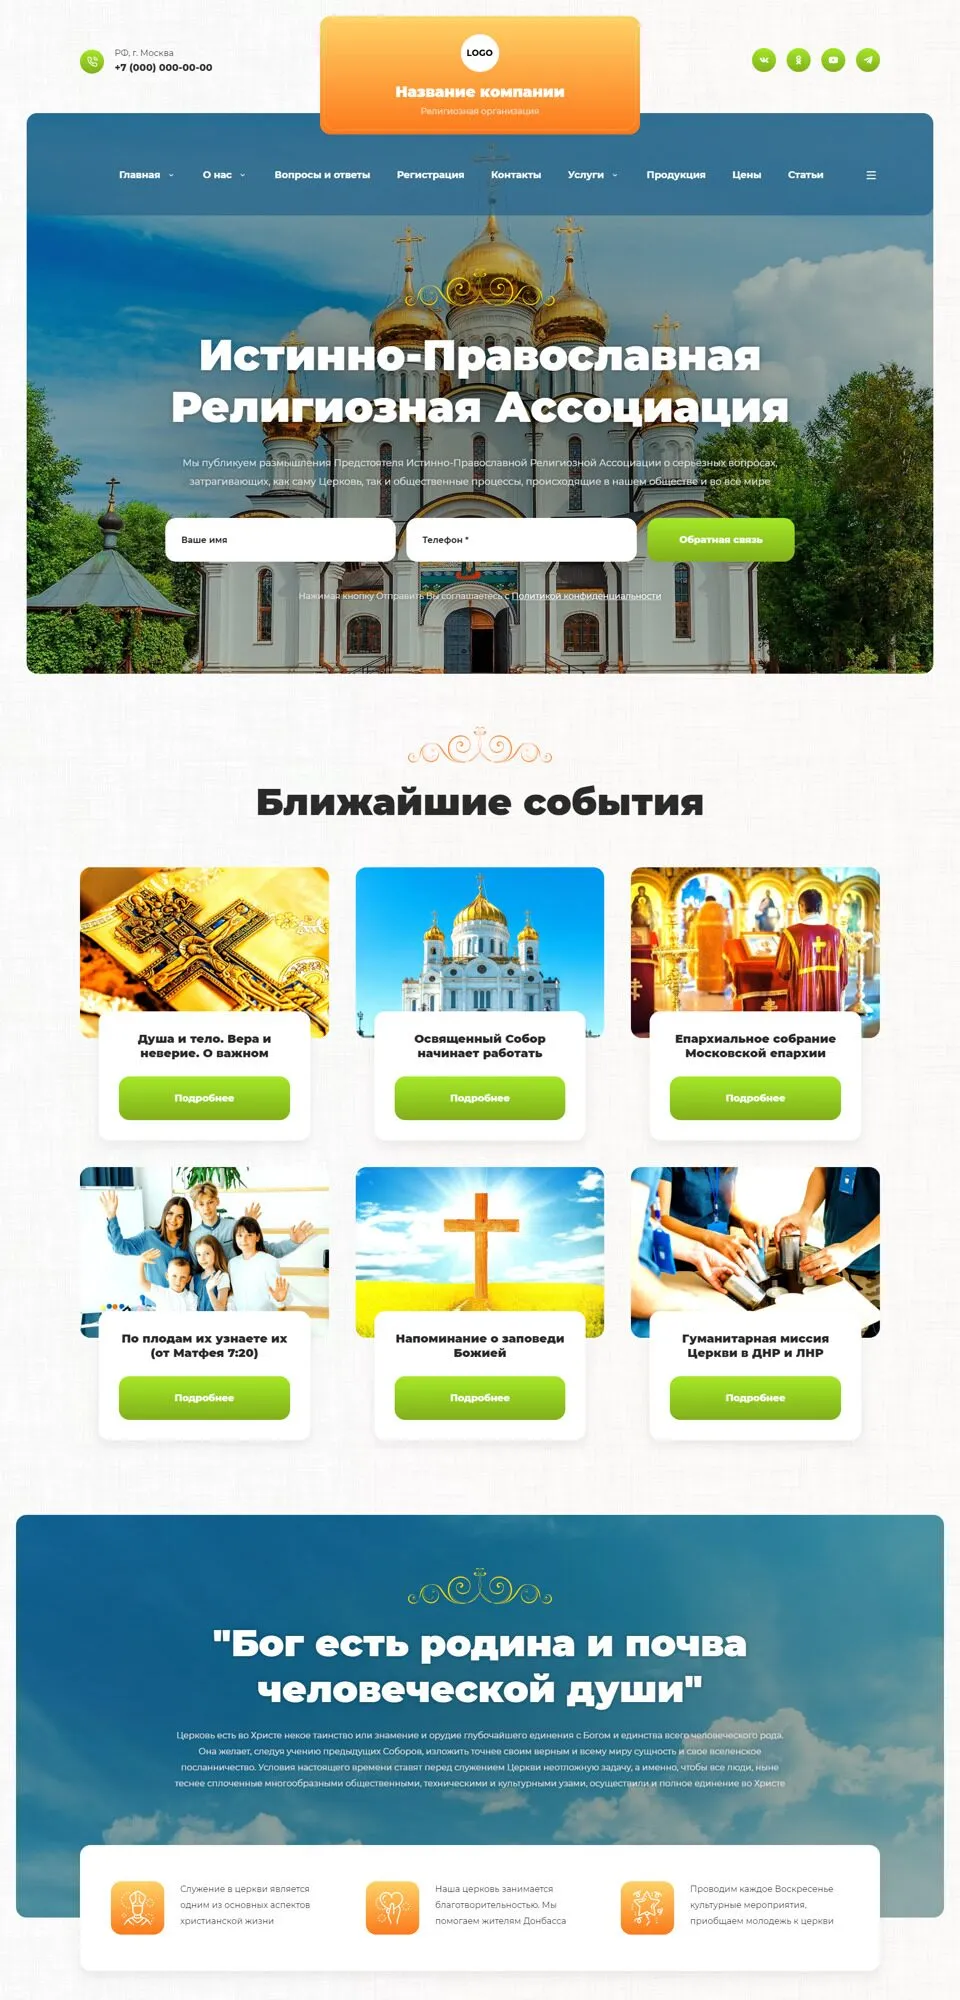 РФ, г. Москва
+7 (000) 000-00-00
LOGO
Название компании
Религиозная организация
Главная О нас Вопросы и ответы Регистрация Контакты Услуги Продукция Цены Статьи
Истинно-Православная
Религиозная Ассоциация
Мы публикуем размышления Предстоятеля Истинно-Православной Религиозной Ассоциации о серьёзных вопросах,
затрагивающих, как саму Церковь, так и общественные процессы, происходящие в нашем обществе и во всё мире
Ваше имя
Телефон *
Обратная связь
Нажимая кнопку Отправить Вы соглашаетесь с Политикой конфиденциальности
Ближайшие события
Душа и тело. Вера и
неверие. О важном
Подробнее
Освященный Собор
начинает работать
Подробнее
Епархиальное собрание
Московской епархии
Подробнее
По плодам их узнаете их
(от Матфея 7:20)
Подробнее
Напоминание о заповеди
Божией
Подробнее
Гуманитарная миссия
Церкви в ДНР и ЛНР
Подробнее
"Бог есть родина и почва
человеческой души"
Церковь есть во Христе некое таинство или знамение и орудие глубочайшего единения с Богом и единства всего человеческого рода.
Она желает, следуя учению предыдущих Соборов, изложить точнее своим верным и всему миру сущность и свое вселенское
посланничество. Условия настоящего времени ставят перед служением Церкви неотложную задачу, а именно, чтобы все люди, ныне
теснее сплоченные многообразными общественными, техническими и культурными узами, осуществили и полное единение во Христе
Служение в церкви является
одним из основных аспектов
христианской жизни
Наша церковь занимается
благотворительностью. Мы
помогаем жителям Донбасса
Проводим каждое Воскресенье
культурные мероприятия,
приобщаем молодежь к церкви